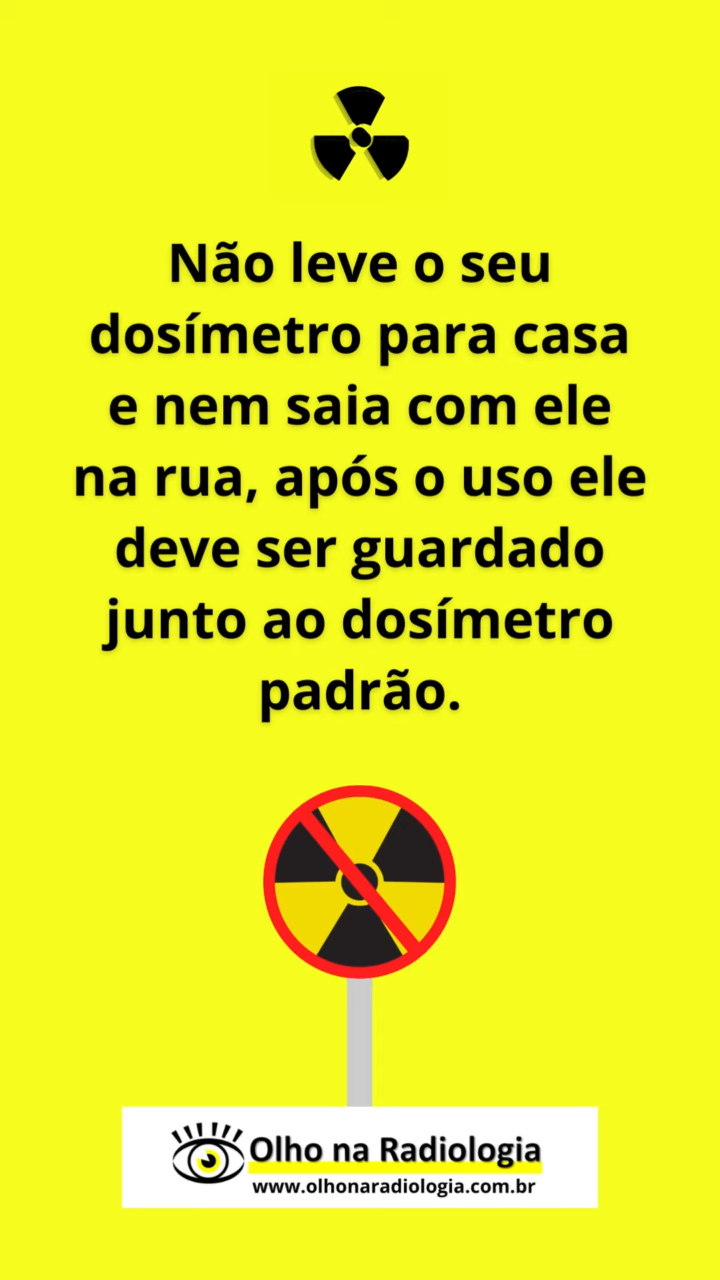 Não leve o seu
dosímetro para casa
e nem saia com ele
na rua, após o uso ele
deve ser guardado
junto ao dosímetro
padrão.
Olho na Radiologia
www.olhonaradiologia.com.br